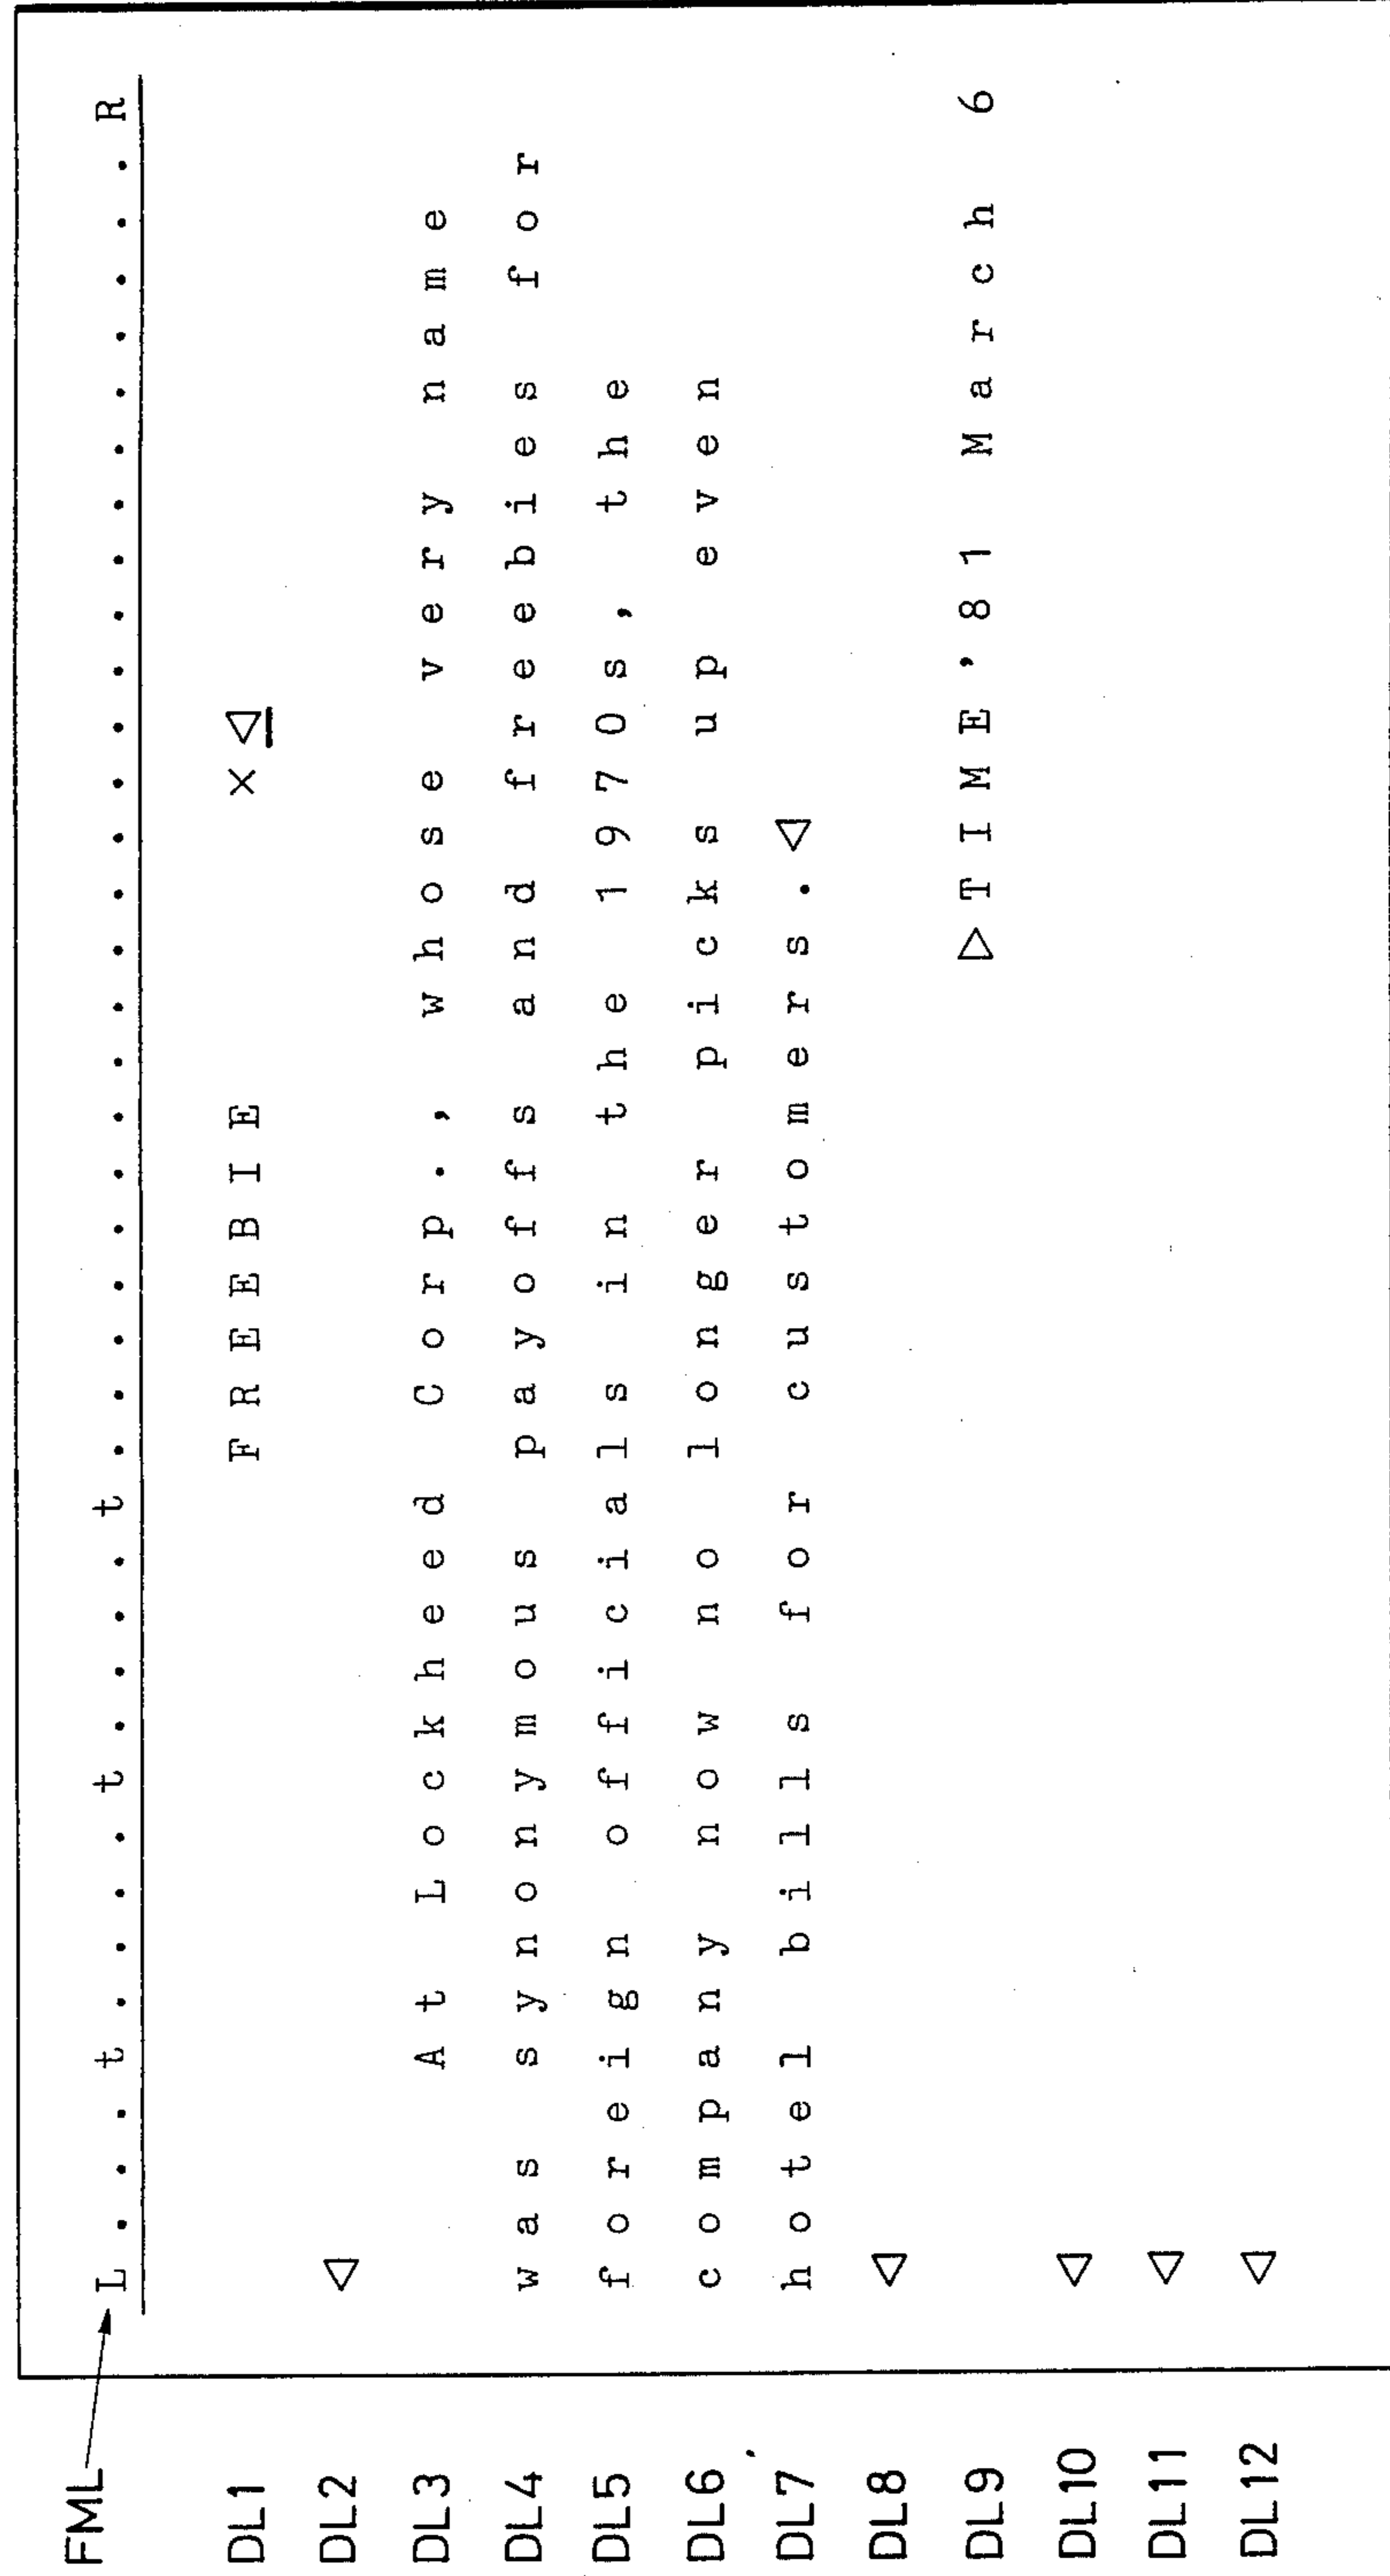 FML L . . . t . . . . t . . . . t . . . . . . . . . . . . . . . . . . . . . . . . R
DL1 FREEBIE × ◁
DL2 ◁
DL3 At Lockheed Corp., whose very name
DL4 was synonymous payoffs and freebies for
DL5 foreign officials in the 1970s, the
DL6 company now no longer picks up even
DL7 hotel bills for customers.◁
DL8 ◁
DL9 ▷TIME,'81 March 6
DL10 ◁
DL11 ◁
DL12 ◁